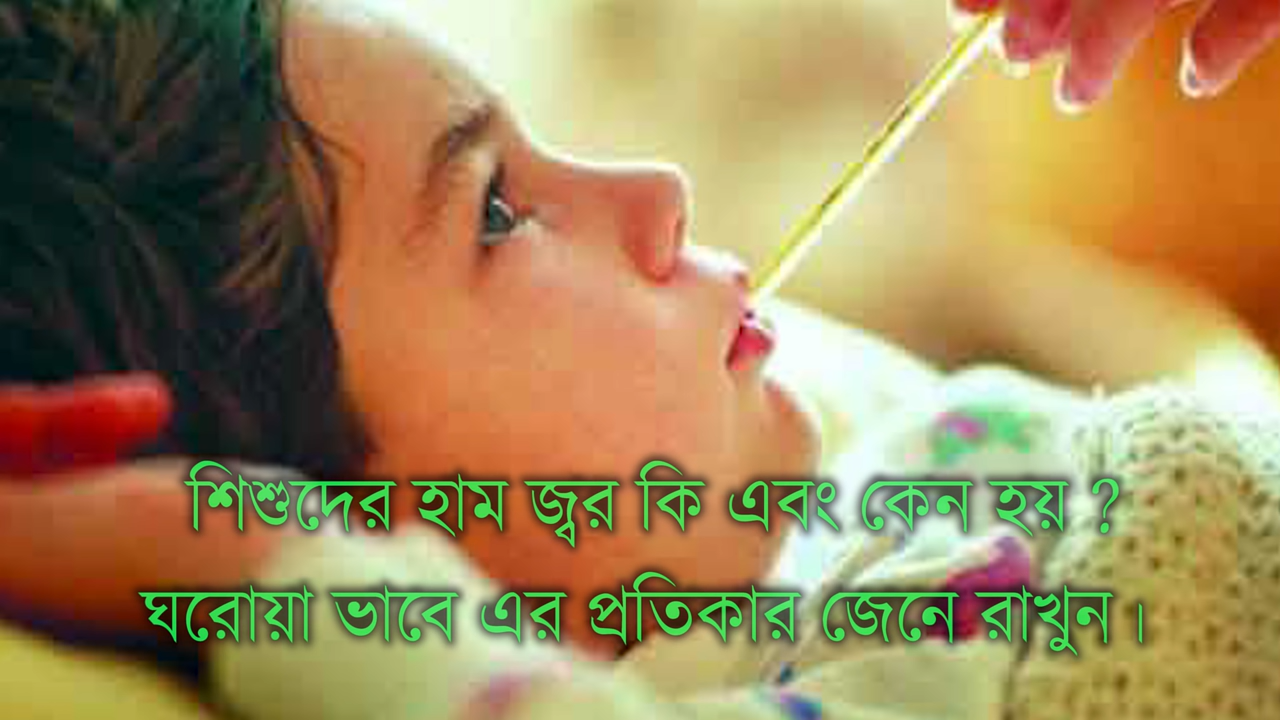 শিশুদের হাম জ্বর কি এবং কেন হয় ?
ঘরোয়া ভাবে এর প্রতিকার জেনে রাখুন।